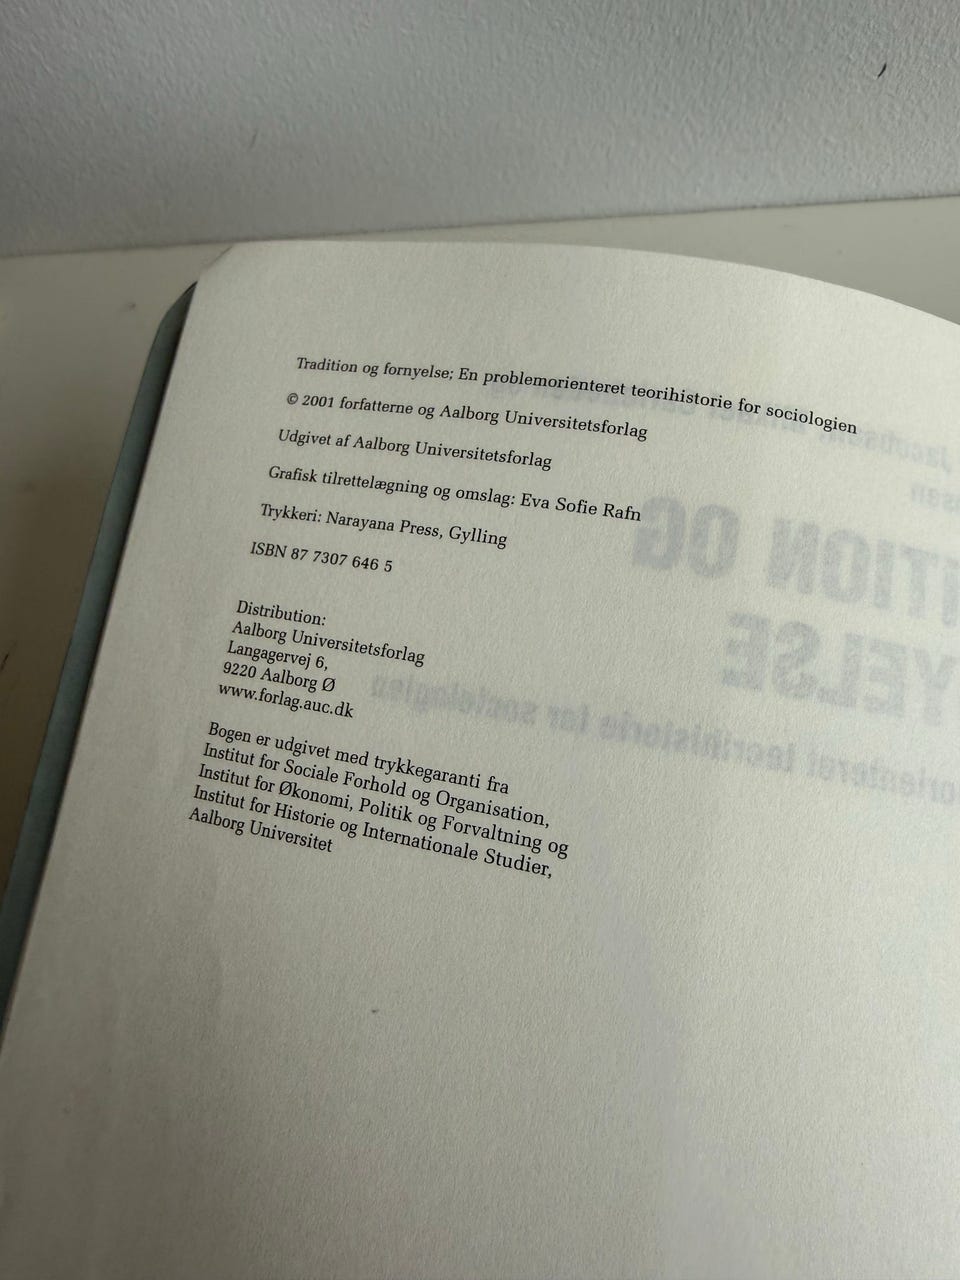 Tradition og fornyelse; En problemorienteret teorihistorie for sociologien
© 2001 forfatterne og Aalborg Universitetsforlag
Udgivet af Aalborg Universitetsforlag
Grafisk tilrettelægning og omslag: Eva Sofie Rafn
Trykkeri: Narayana Press, Gylling
ISBN 87 7307 646 5
Distribution:
Aalborg Universitetsforlag
Langagervej 6,
9220 Aalborg Ø
www.forlag.auc.dk
Bogen er udgivet med trykkegaranti fra
Institut for Sociale Forhold og Organisation,
Institut for Økonomi, Politik og Forvaltning og
Institut for Historie og Internationale Studier,
Aalborg Universitet